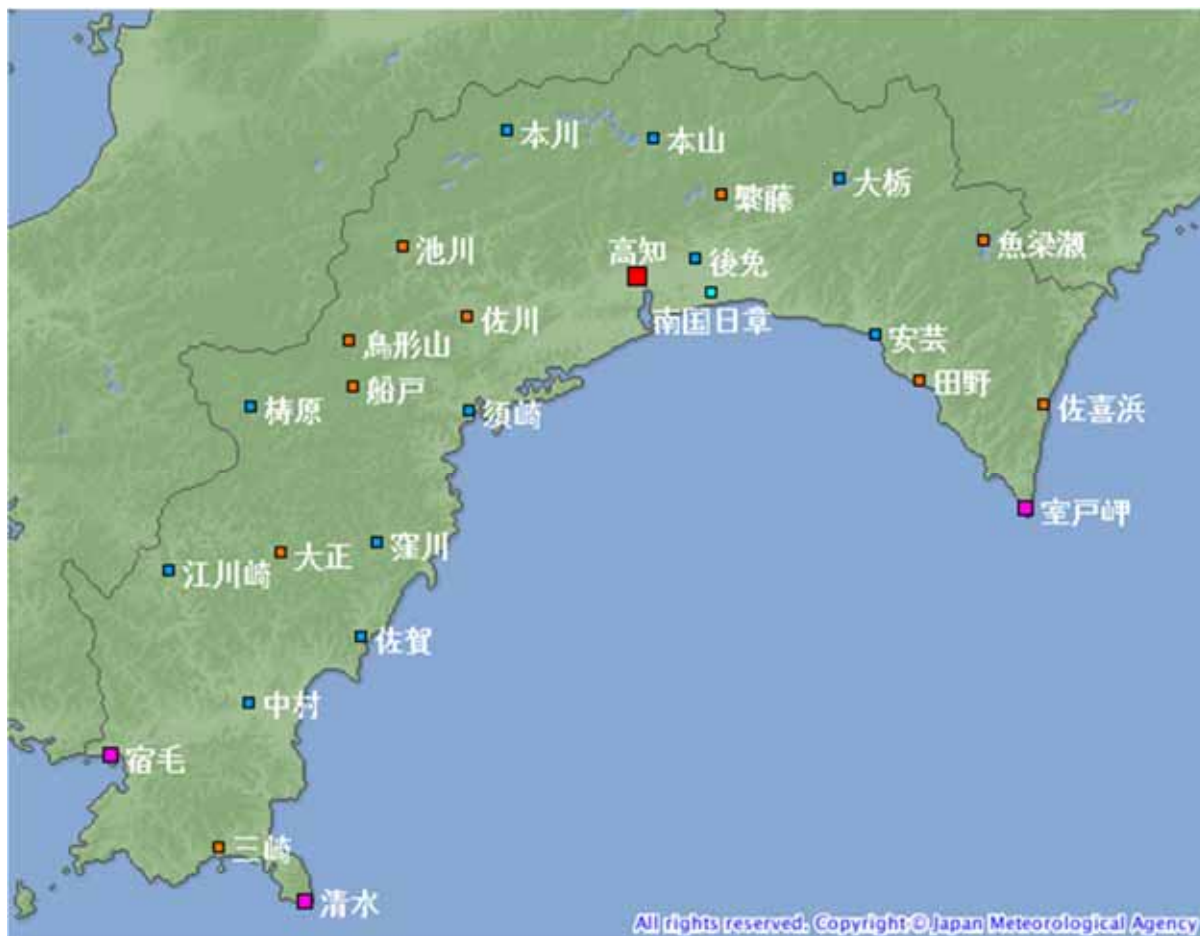 本川
本山
大栃
繁藤
池川
高知
後免
魚梁瀬
佐川
南国日章
鳥形山
安芸
船戸
田野
梼原
須崎
佐喜浜
室戸岬
窪川
大正
江川崎
佐賀
中村
宿毛
三崎
清水
All rights reserved. Copyright © Japan Meteorological Agency